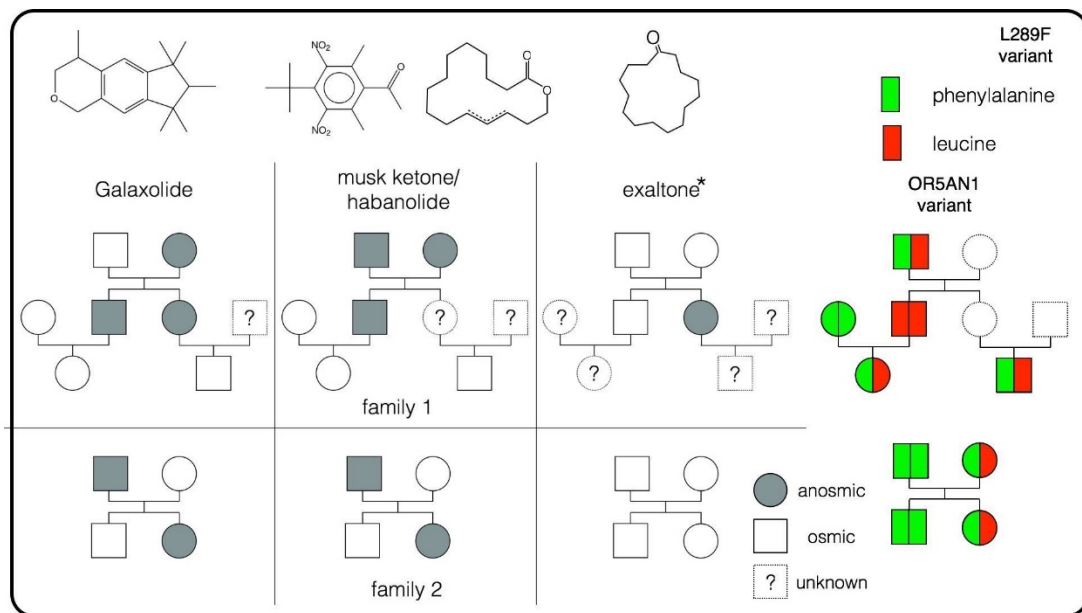 L289F
variant
phenylalanine
leucine
O
NO2
NO2
O
O
O
O
Galaxolide
musk ketone/
habanolide
exaltone*
OR5AN1
variant
?
?
?
?
?
?
?
family 1
anosmic
osmic
? unknown
family 2